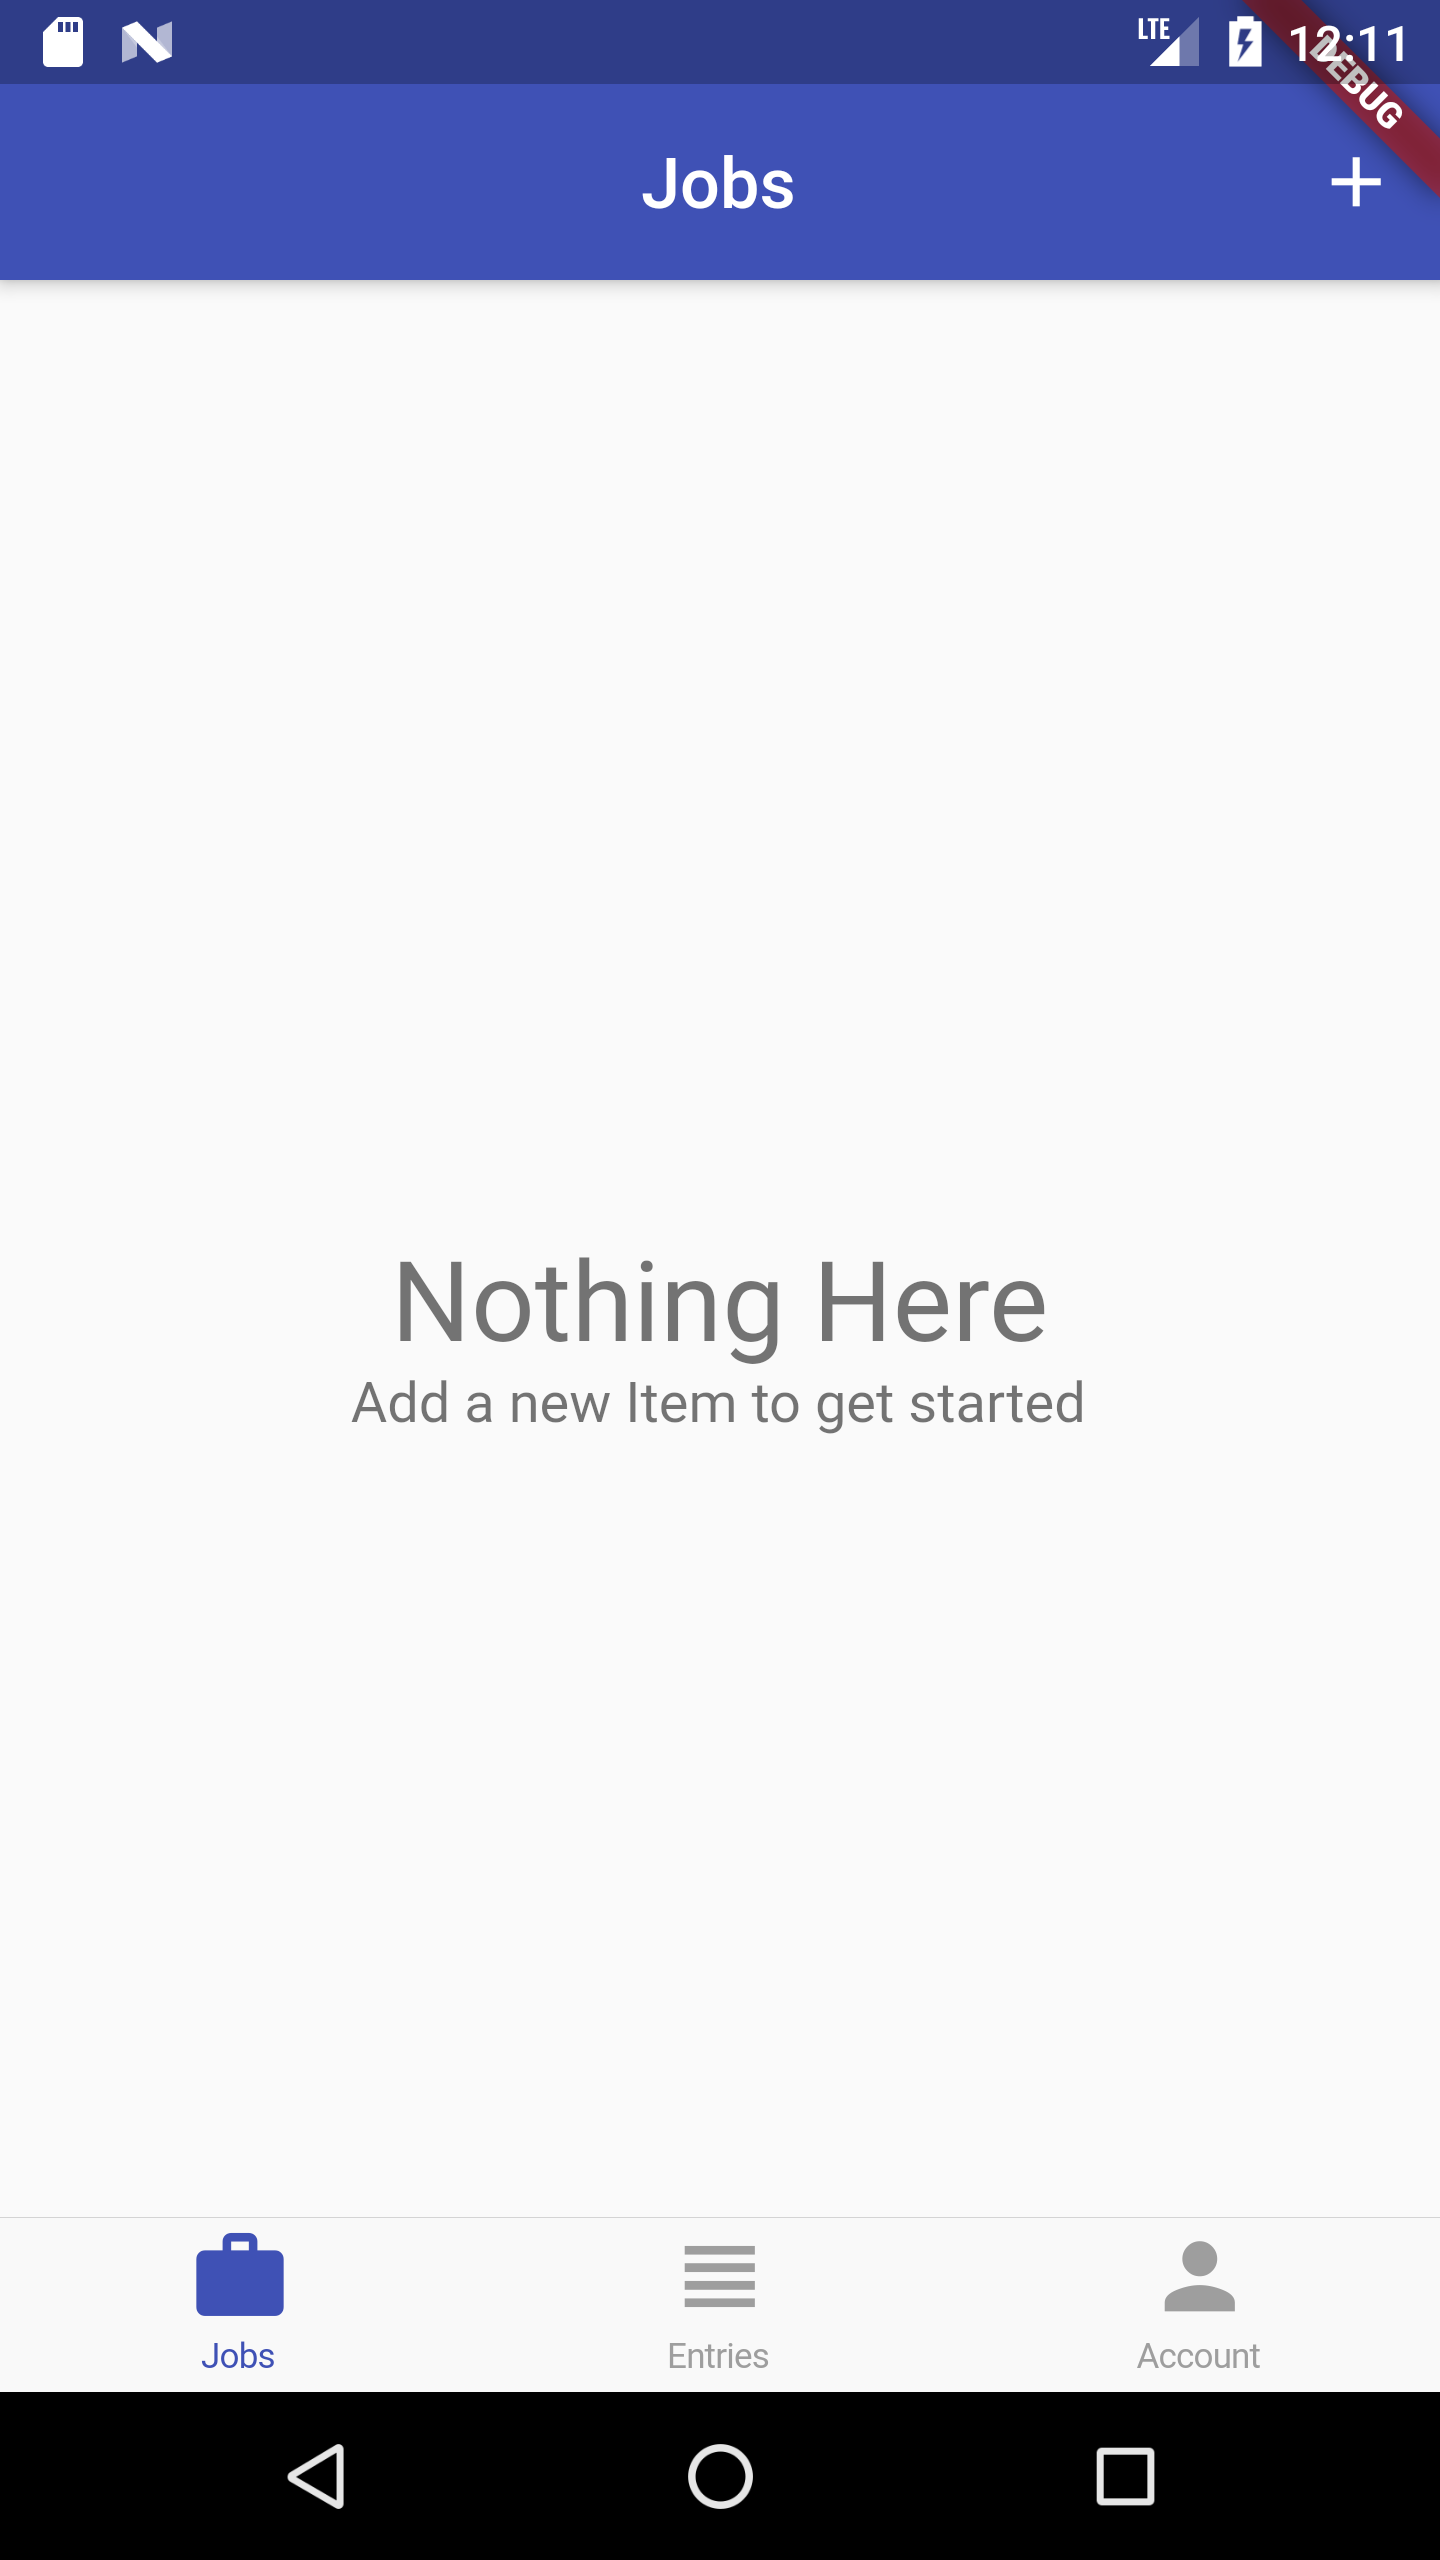 LTE 12:11
DEBUG
Jobs
Nothing Here
Add a new Item to get started
Jobs Entries Account